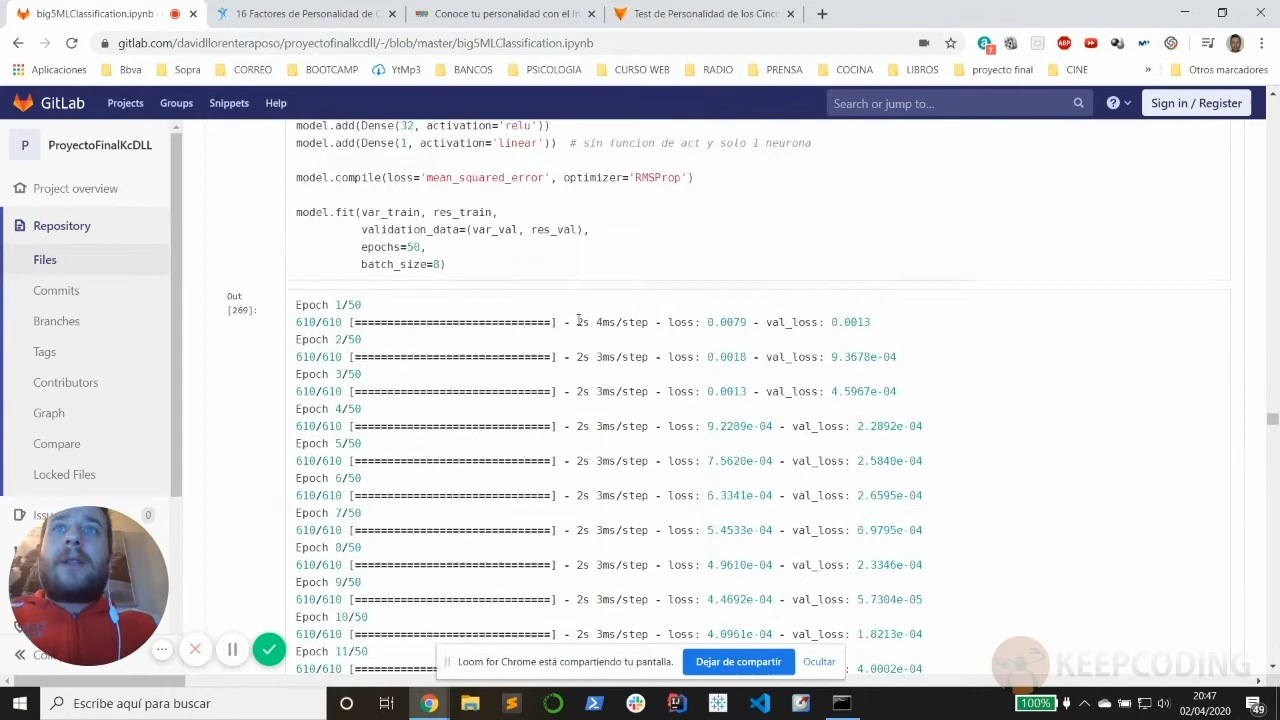 big5MLClassification.ipynb
16 Factores de Personalidad de C
Conoce tu personalidad con el In
Test de Personalidad de los Cinco
gitlab.com/davidllorenteraposo/proyectofinalkcdll/-/blob/master/big5MLClassification.ipynb
7
ABP
Aplicaciones
Bbva
Sopra
CORREO
BOOTCAMP
YtMp3
BANCOS
PSICOLOGIA
CURSO WEB
RADIO
PRENSA
COCINA
LIBROS
proyecto final
CINE
»
Otros marcadores
GitLab
Projects
Groups
Snippets
Help
Search or jump to...
Sign in / Register
P
ProyectoFinalKcDLL
Project overview
Repository
Files
Commits
Branches
Tags
Contributors
Graph
Compare
Locked Files
0
model.add(Dense(32, activation='relu'))
model.add(Dense(1, activation='linear')) # sin funcion de act y solo 1 neurona
model.compile(loss='mean_squared_error', optimizer='RMSProp')
model.fit(var_train, res_train,
validation_data=(var_val, res_val),
epochs=50,
batch_size=8)
Out
[269]:
Epoch 1/50
610/610 [==============================] - 2s 4ms/step - loss: 0.0079 - val_loss: 0.0013
Epoch 2/50
610/610 [==============================] - 2s 3ms/step - loss: 0.0018 - val_loss: 9.3678e-04
Epoch 3/50
610/610 [==============================] - 2s 3ms/step - loss: 0.0013 - val_loss: 4.5967e-04
Epoch 4/50
610/610 [==============================] - 2s 3ms/step - loss: 9.2289e-04 - val_loss: 2.2892e-04
Epoch 5/50
610/610 [==============================] - 2s 3ms/step - loss: 7.5620e-04 - val_loss: 2.5840e-04
Epoch 6/50
610/610 [==============================] - 2s 3ms/step - loss: 6.3341e-04 - val_loss: 2.6595e-04
Epoch 7/50
610/610 [==============================] - 2s 3ms/step - loss: 5.4533e-04 - val_loss: 6.9795e-04
Epoch 8/50
610/610 [==============================] - 2s 3ms/step - loss: 4.9610e-04 - val_loss: 2.3346e-04
Epoch 9/50
610/610 [==============================] - 2s 3ms/step - loss: 4.4692e-04 - val_loss: 5.7304e-05
Epoch 10/50
610/610 [==============================] - 2s 3ms/step - loss: 4.0961e-04 - val_loss: 1.8213e-04
Epoch 11/50
610/610 [ 4.0002e-04
Loom for Chrome está compartiendo tu pantalla.
Dejar de compartir
Ocultar
KEEPCODING
Escribe aquí para buscar
100%
20:47
02/04/2020
49